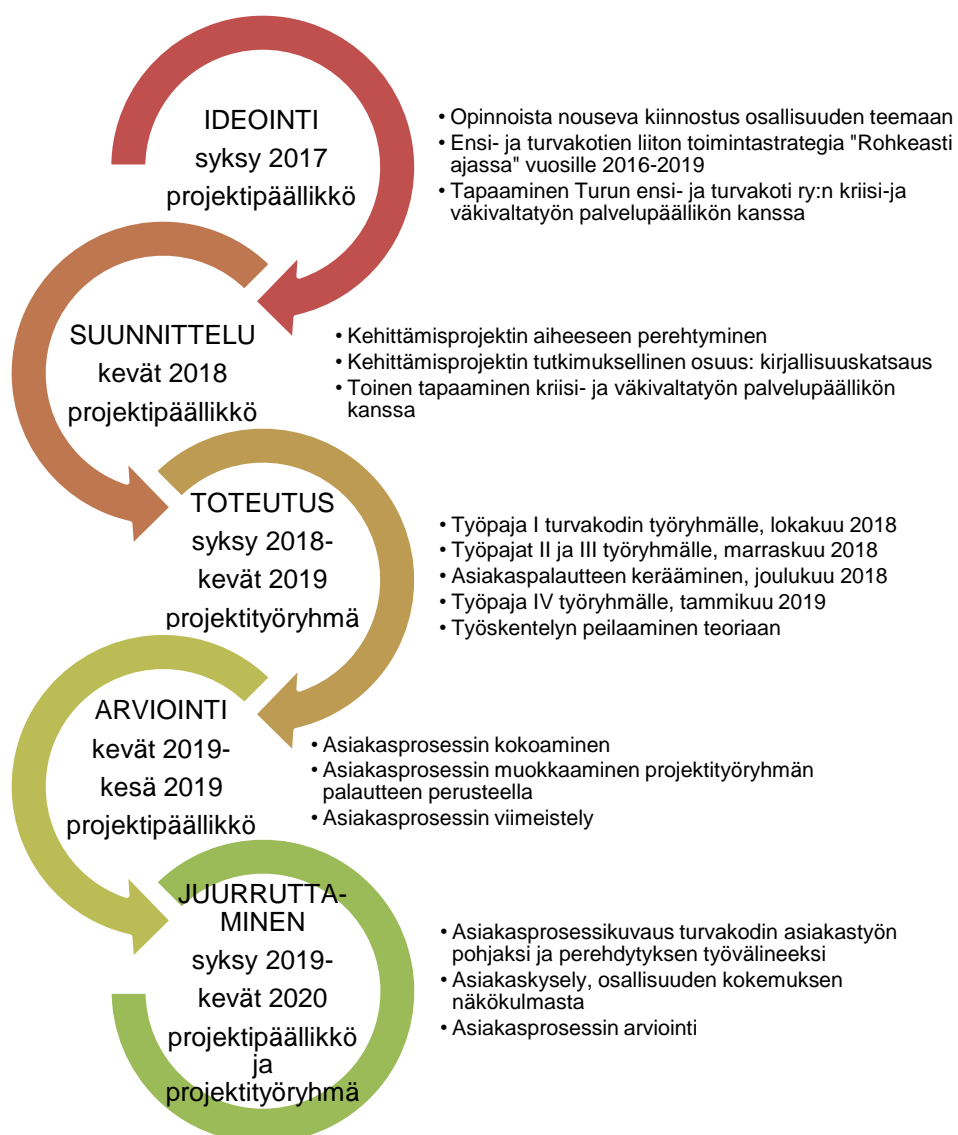 IDEOINTI
syksy 2017
projektipäällikkö
• Opinnoista nouseva kiinnostus osallisuuden teemaan
• Ensi- ja turvakotien liiton toimintastrategia "Rohkeasti
ajassa" vuosille 2016-2019
• Tapaaminen Turun ensi- ja turvakoti ry:n kriisi-ja
väkivaltatyön palvelupäällikön kanssa
SUUNNITTELU
kevät 2018
projektipäällikkö
• Kehittämisprojektin aiheeseen perehtyminen
• Kehittämisprojektin tutkimuksellinen osuus: kirjallisuuskatsaus
• Toinen tapaaminen kriisi- ja väkivaltatyön palvelupäällikön
kanssa
TOTEUTUS
syksy 2018-
kevät 2019
projektityöryhmä
• Työpaja I turvakodin työryhmälle, lokakuu 2018
• Työpajat II ja III työryhmälle, marraskuu 2018
• Asiakaspalautteen kerääminen, joulukuu 2018
• Työpaja IV työryhmälle, tammikuu 2019
• Työskentelyn peilaaminen teoriaan
ARVIOINTI
kevät 2019-
kesä 2019
projektipäällikkö
• Asiakasprosessin kokoaminen
• Asiakasprosessin muokkaaminen projektityöryhmän
palautteen perusteella
• Asiakasprosessin viimeistely
JUURRUTTA-
MINEN
syksy 2019-
kevät 2020
projektipäällikkö
ja
projektityöryhmä
• Asiakasprosessikuvaus turvakodin asiakastyön
pohjaksi ja perehdytyksen työvälineeksi
• Asiakaskysely, osallisuuden kokemuksen
näkökulmasta
• Asiakasprosessin arviointi